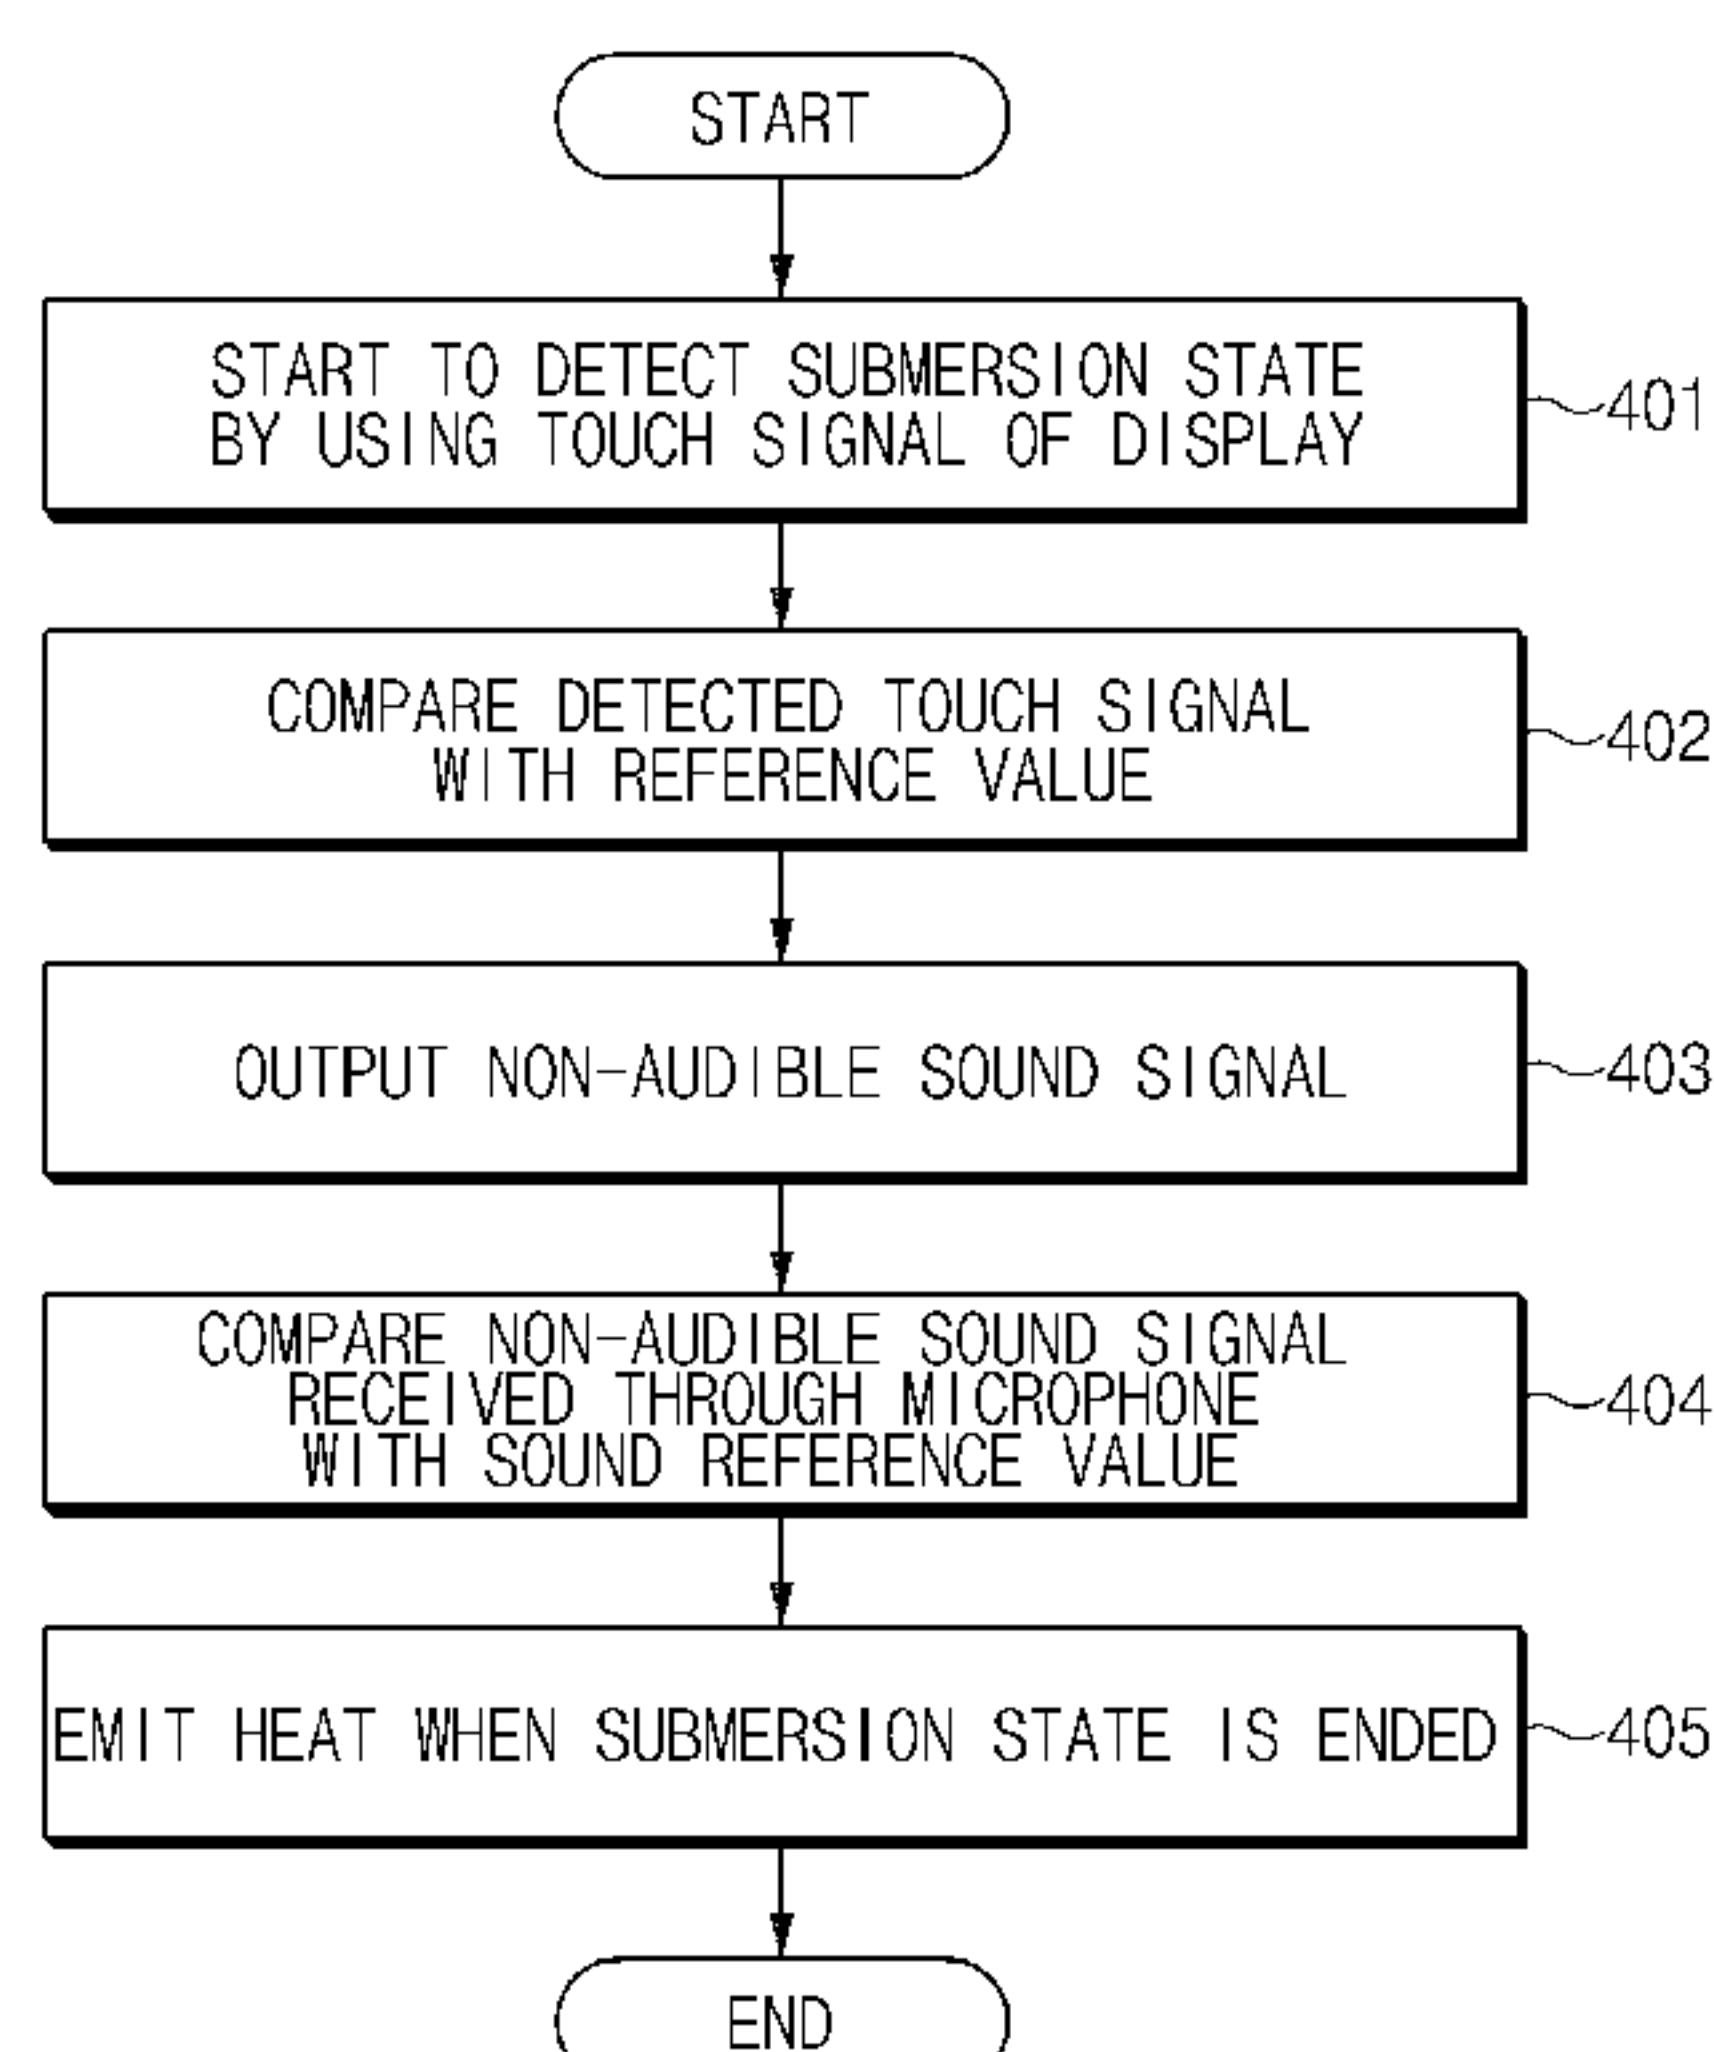 START
START TO DETECT SUBMERSION STATE
BY USING TOUCH SIGNAL OF DISPLAY
401
COMPARE DETECTED TOUCH SIGNAL
WITH REFERENCE VALUE
402
OUTPUT NON-AUDIBLE SOUND SIGNAL
403
COMPARE NON-AUDIBLE SOUND SIGNAL
RECEIVED THROUGH MICROPHONE
WITH SOUND REFERENCE VALUE
404
EMIT HEAT WHEN SUBMERSION STATE IS ENDED
405
END